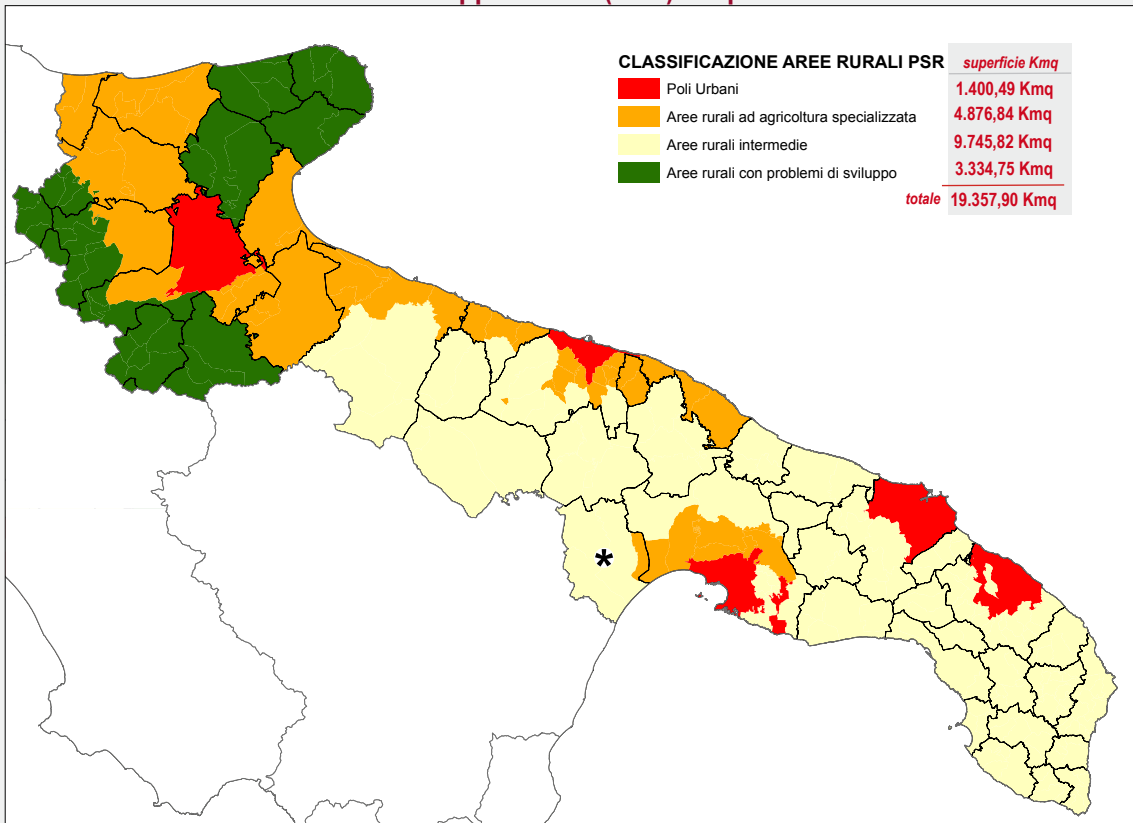 CLASSIFICAZIONE AREE RURALI PSR superficie Kmq
Poli Urbani 1.400,49 Kmq
Aree rurali ad agricoltura specializzata 4.876,84 Kmq
Aree rurali intermedie 9.745,82 Kmq
Aree rurali con problemi di sviluppo 3.334,75 Kmq
totale 19.357,90 Kmq
*